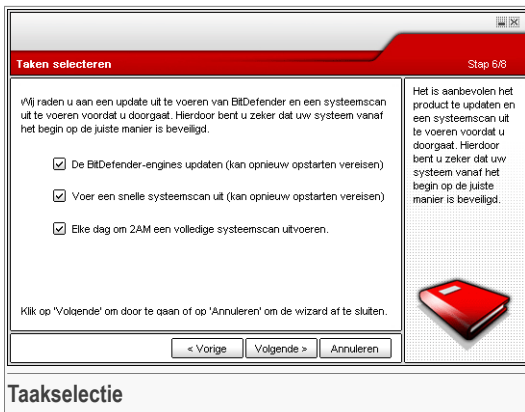 Taken selecteren
Stap 6/8
Wij raden u aan een update uit te voeren van BitDefender en een systeemscan
uit te voeren voordat u doorgaat. Hierdoor bent u zeker dat uw systeem vanaf
het begin op de juiste manier is beveiligd.
De BitDefender-engines updaten (kan opnieuw opstarten vereisen)
Voer een snelle systeemscan uit (kan opnieuw opstarten vereisen)
Elke dag om 2AM een volledige systeemscan uitvoeren.
Klik op 'Volgende' om door te gaan of op 'Annuleren' om de wizard af te sluiten.
« Vorige
Volgende »
Annuleren
Het is aanbevolen het
product te updaten en
een systeemscan uit
te voeren voordat u
doorgaat. Hierdoor
bent u zeker dat uw
systeem vanaf het
begin op de juiste
manier is beveiligd.
Taakselectie